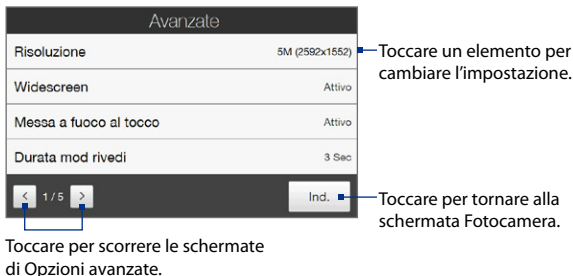 Avanzate
Risoluzione 5M (2592x1552)
Toccare un elemento per
cambiare l'impostazione.
Widescreen Attivo
Messa a fuoco al tocco Attivo
Durata mod rivedi 3 Sec
< 1 / 5 > Ind.
Toccare per tornare alla
schermata Fotocamera.
Toccare per scorrere le schermate
di Opzioni avanzate.